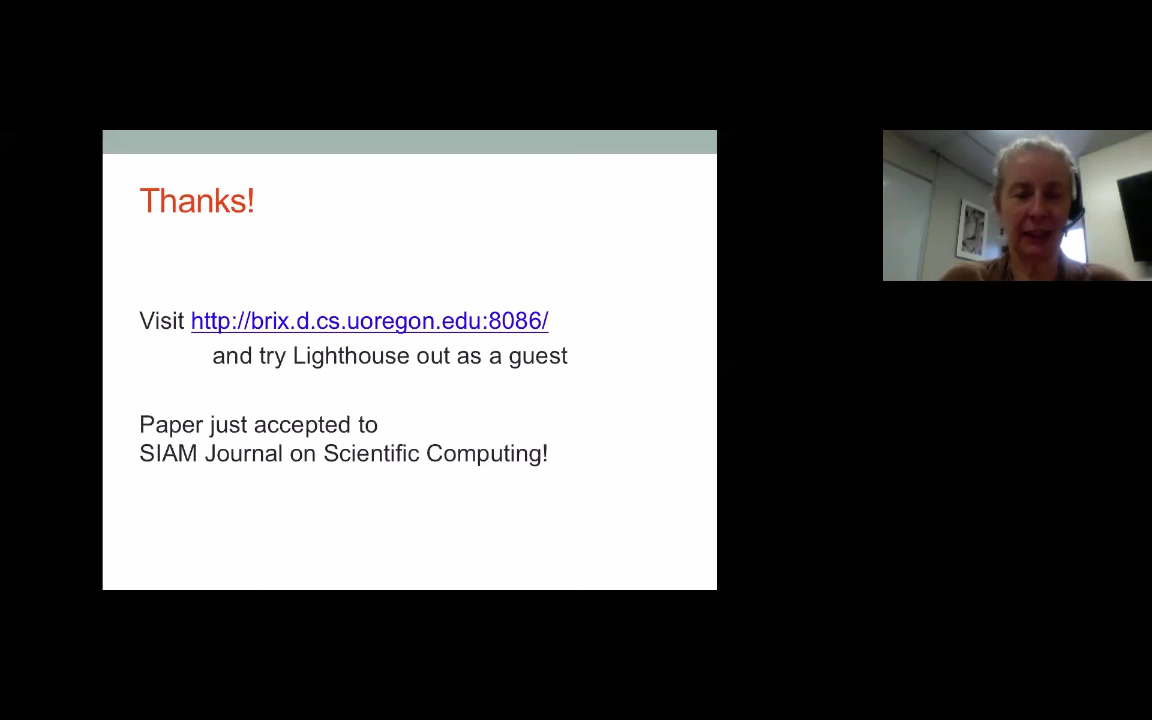 Thanks!
Visit http://brix.d.cs.uoregon.edu:8086/
and try Lighthouse out as a guest
Paper just accepted to
SIAM Journal on Scientific Computing!